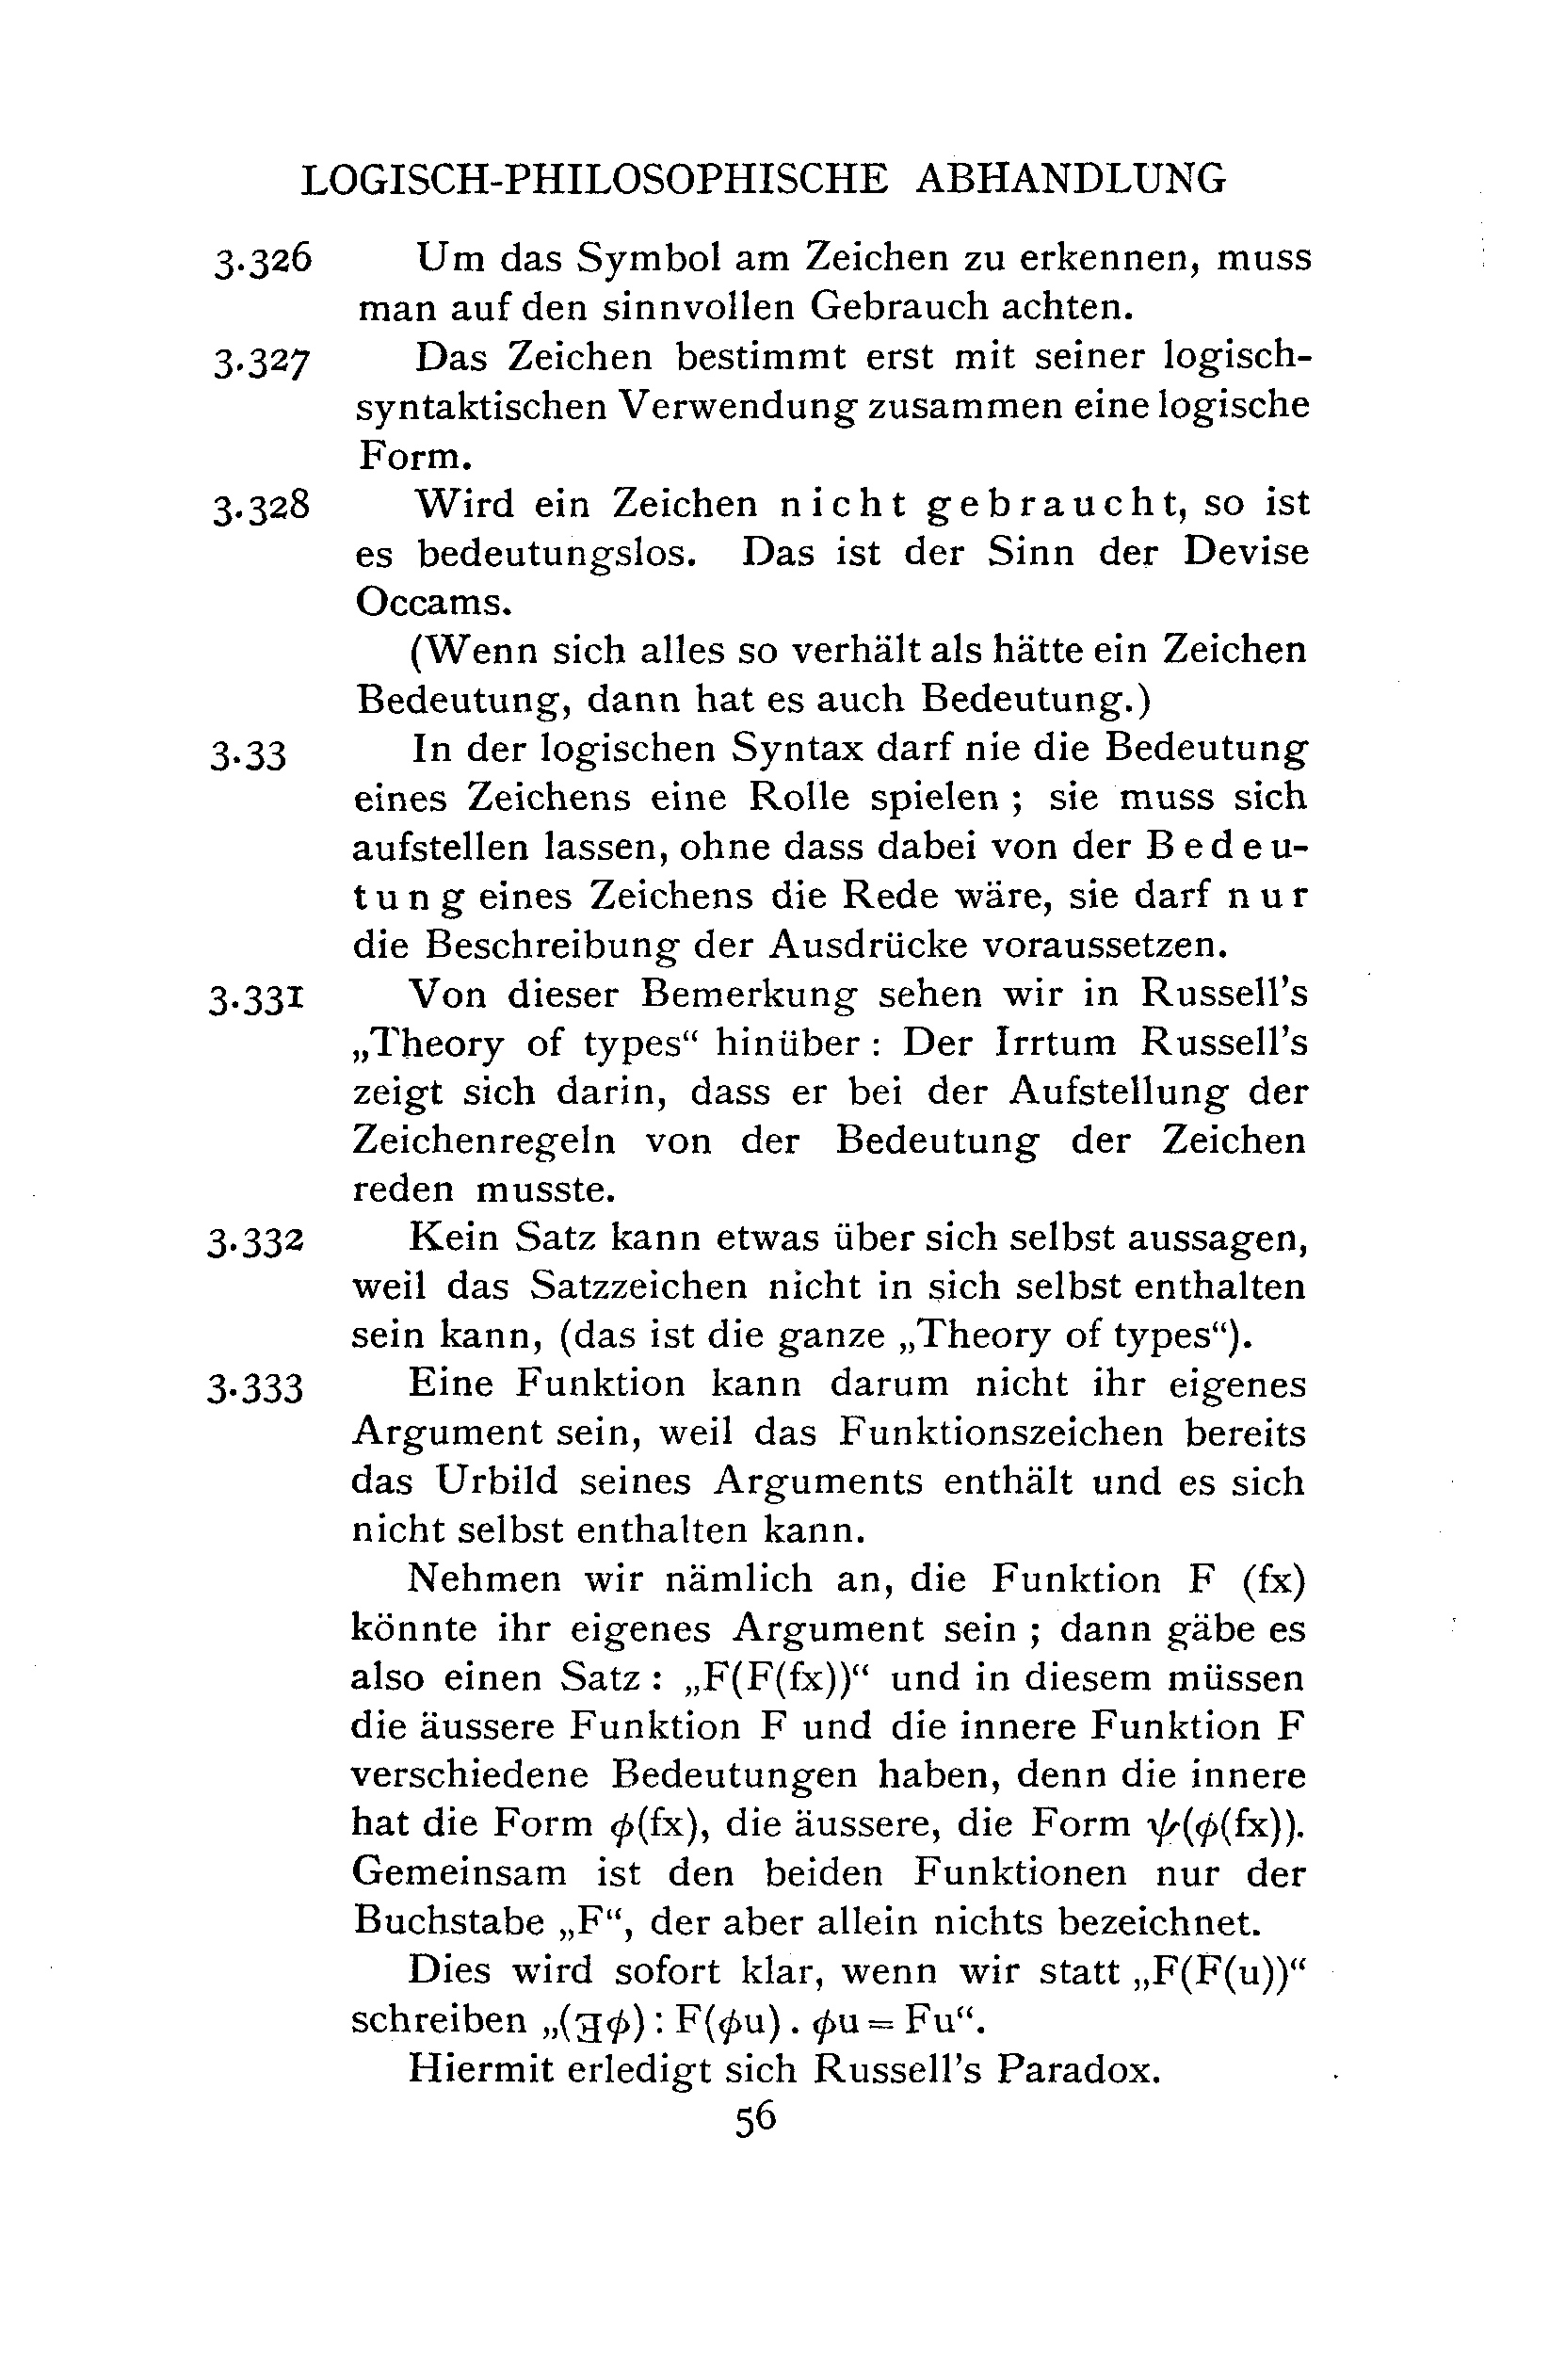 LOGISCH-PHILOSOPHISCHE ABHANDLUNG
3·326 Um das Symbol am Zeichen zu erkennen, muss
man auf den sinnvollen Gebrauch achten.
3·327 Das Zeichen bestimmt erst mit seiner logisch-
syntaktischen Verwendung zusammen eine logische
Form.
3·328 Wird ein Zeichen n i c h t g e b r a u c h t, so ist
es bedeutungslos. Das ist der Sinn der Devise
Occams.
(Wenn sich alles so verhält als hätte ein Zeichen
Bedeutung, dann hat es auch Bedeutung.)
3·33 In der logischen Syntax darf nie die Bedeutung
eines Zeichens eine Rolle spielen ; sie muss sich
aufstellen lassen, ohne dass dabei von der B e d e u-
t u n g eines Zeichens die Rede wäre, sie darf n u r
die Beschreibung der Ausdrücke voraussetzen.
3·331 Von dieser Bemerkung sehen wir in Russell’s
„Theory of types“ hinüber : Der Irrtum Russell’s
zeigt sich darin, dass er bei der Aufstellung der
Zeichenregeln von der Bedeutung der Zeichen
reden musste.
3·332 Kein Satz kann etwas über sich selbst aussagen,
weil das Satzzeichen nicht in sich selbst enthalten
sein kann, (das ist die ganze „Theory of types“).
3·333 Eine Funktion kann darum nicht ihr eigenes
Argument sein, weil das Funktionszeichen bereits
das Urbild seines Arguments enthält und es sich
nicht selbst enthalten kann.
Nehmen wir nämlich an, die Funktion F (fx)
könnte ihr eigenes Argument sein ; dann gäbe es
also einen Satz : „F(F(fx))“ und in diesem müssen
die äussere Funktion F und die innere Funktion F
verschiedene Bedeutungen haben, denn die innere
hat die Form ϕ(fx), die äussere, die Form ψ(ϕ(fx)).
Gemeinsam ist den beiden Funktionen nur der
Buchstabe „F“, der aber allein nichts bezeichnet.
Dies wird sofort klar, wenn wir statt „F(F(u))“
schreiben „(∃ϕ) : F(ϕu) . ϕu = Fu“.
Hiermit erledigt sich Russell’s Paradox.
56